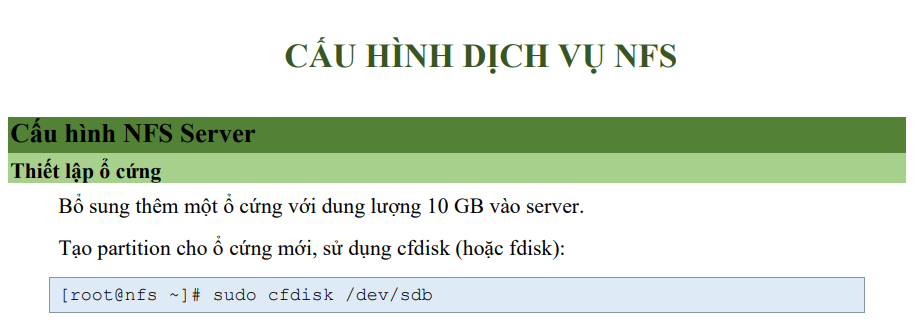 CẤU HÌNH DỊCH VỤ NFS
Cấu hình NFS Server
Thiết lập ổ cứng
Bổ sung thêm một ổ cứng với dung lượng 10 GB vào server.
Tạo partition cho ổ cứng mới, sử dụng cfdisk (hoặc fdisk):
[root@nfs ~]# sudo cfdisk /dev/sdb